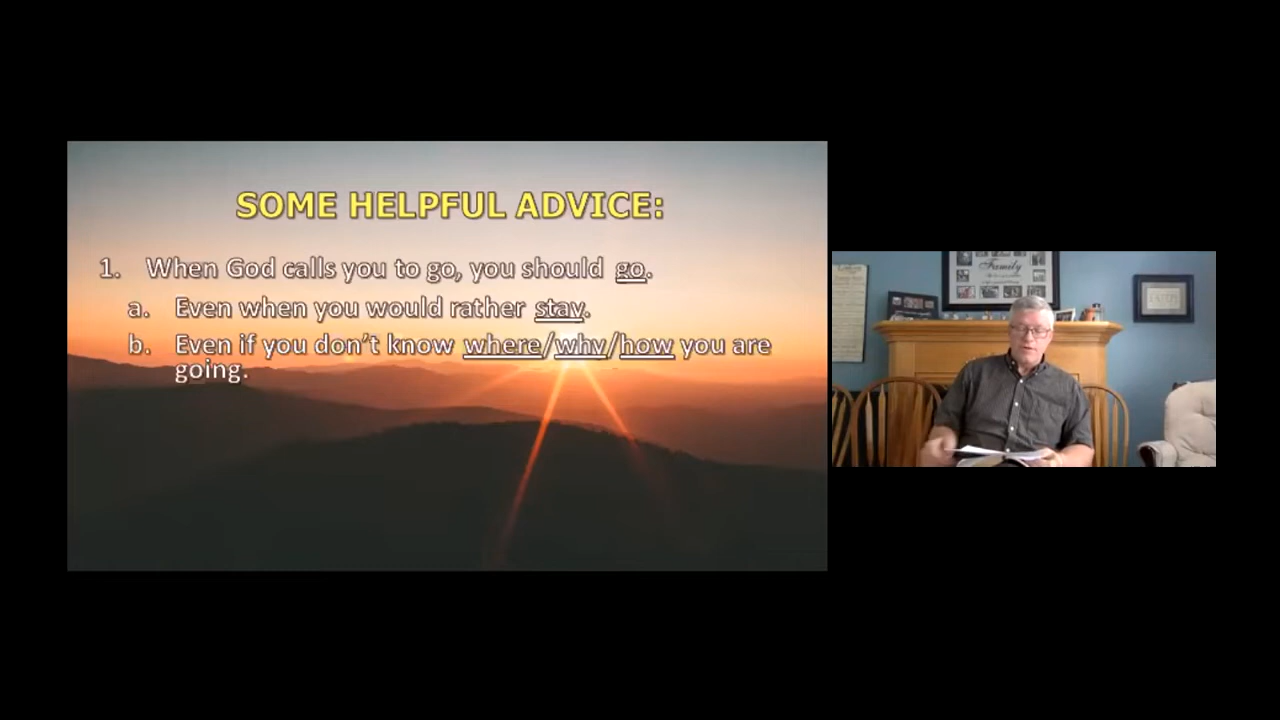 SOME HELPFUL ADVICE:
1. When God calls you to go, you should go.
a. Even when you would rather stay.
b. Even if you don't know where/why/how you are
going.
Family
FAITH